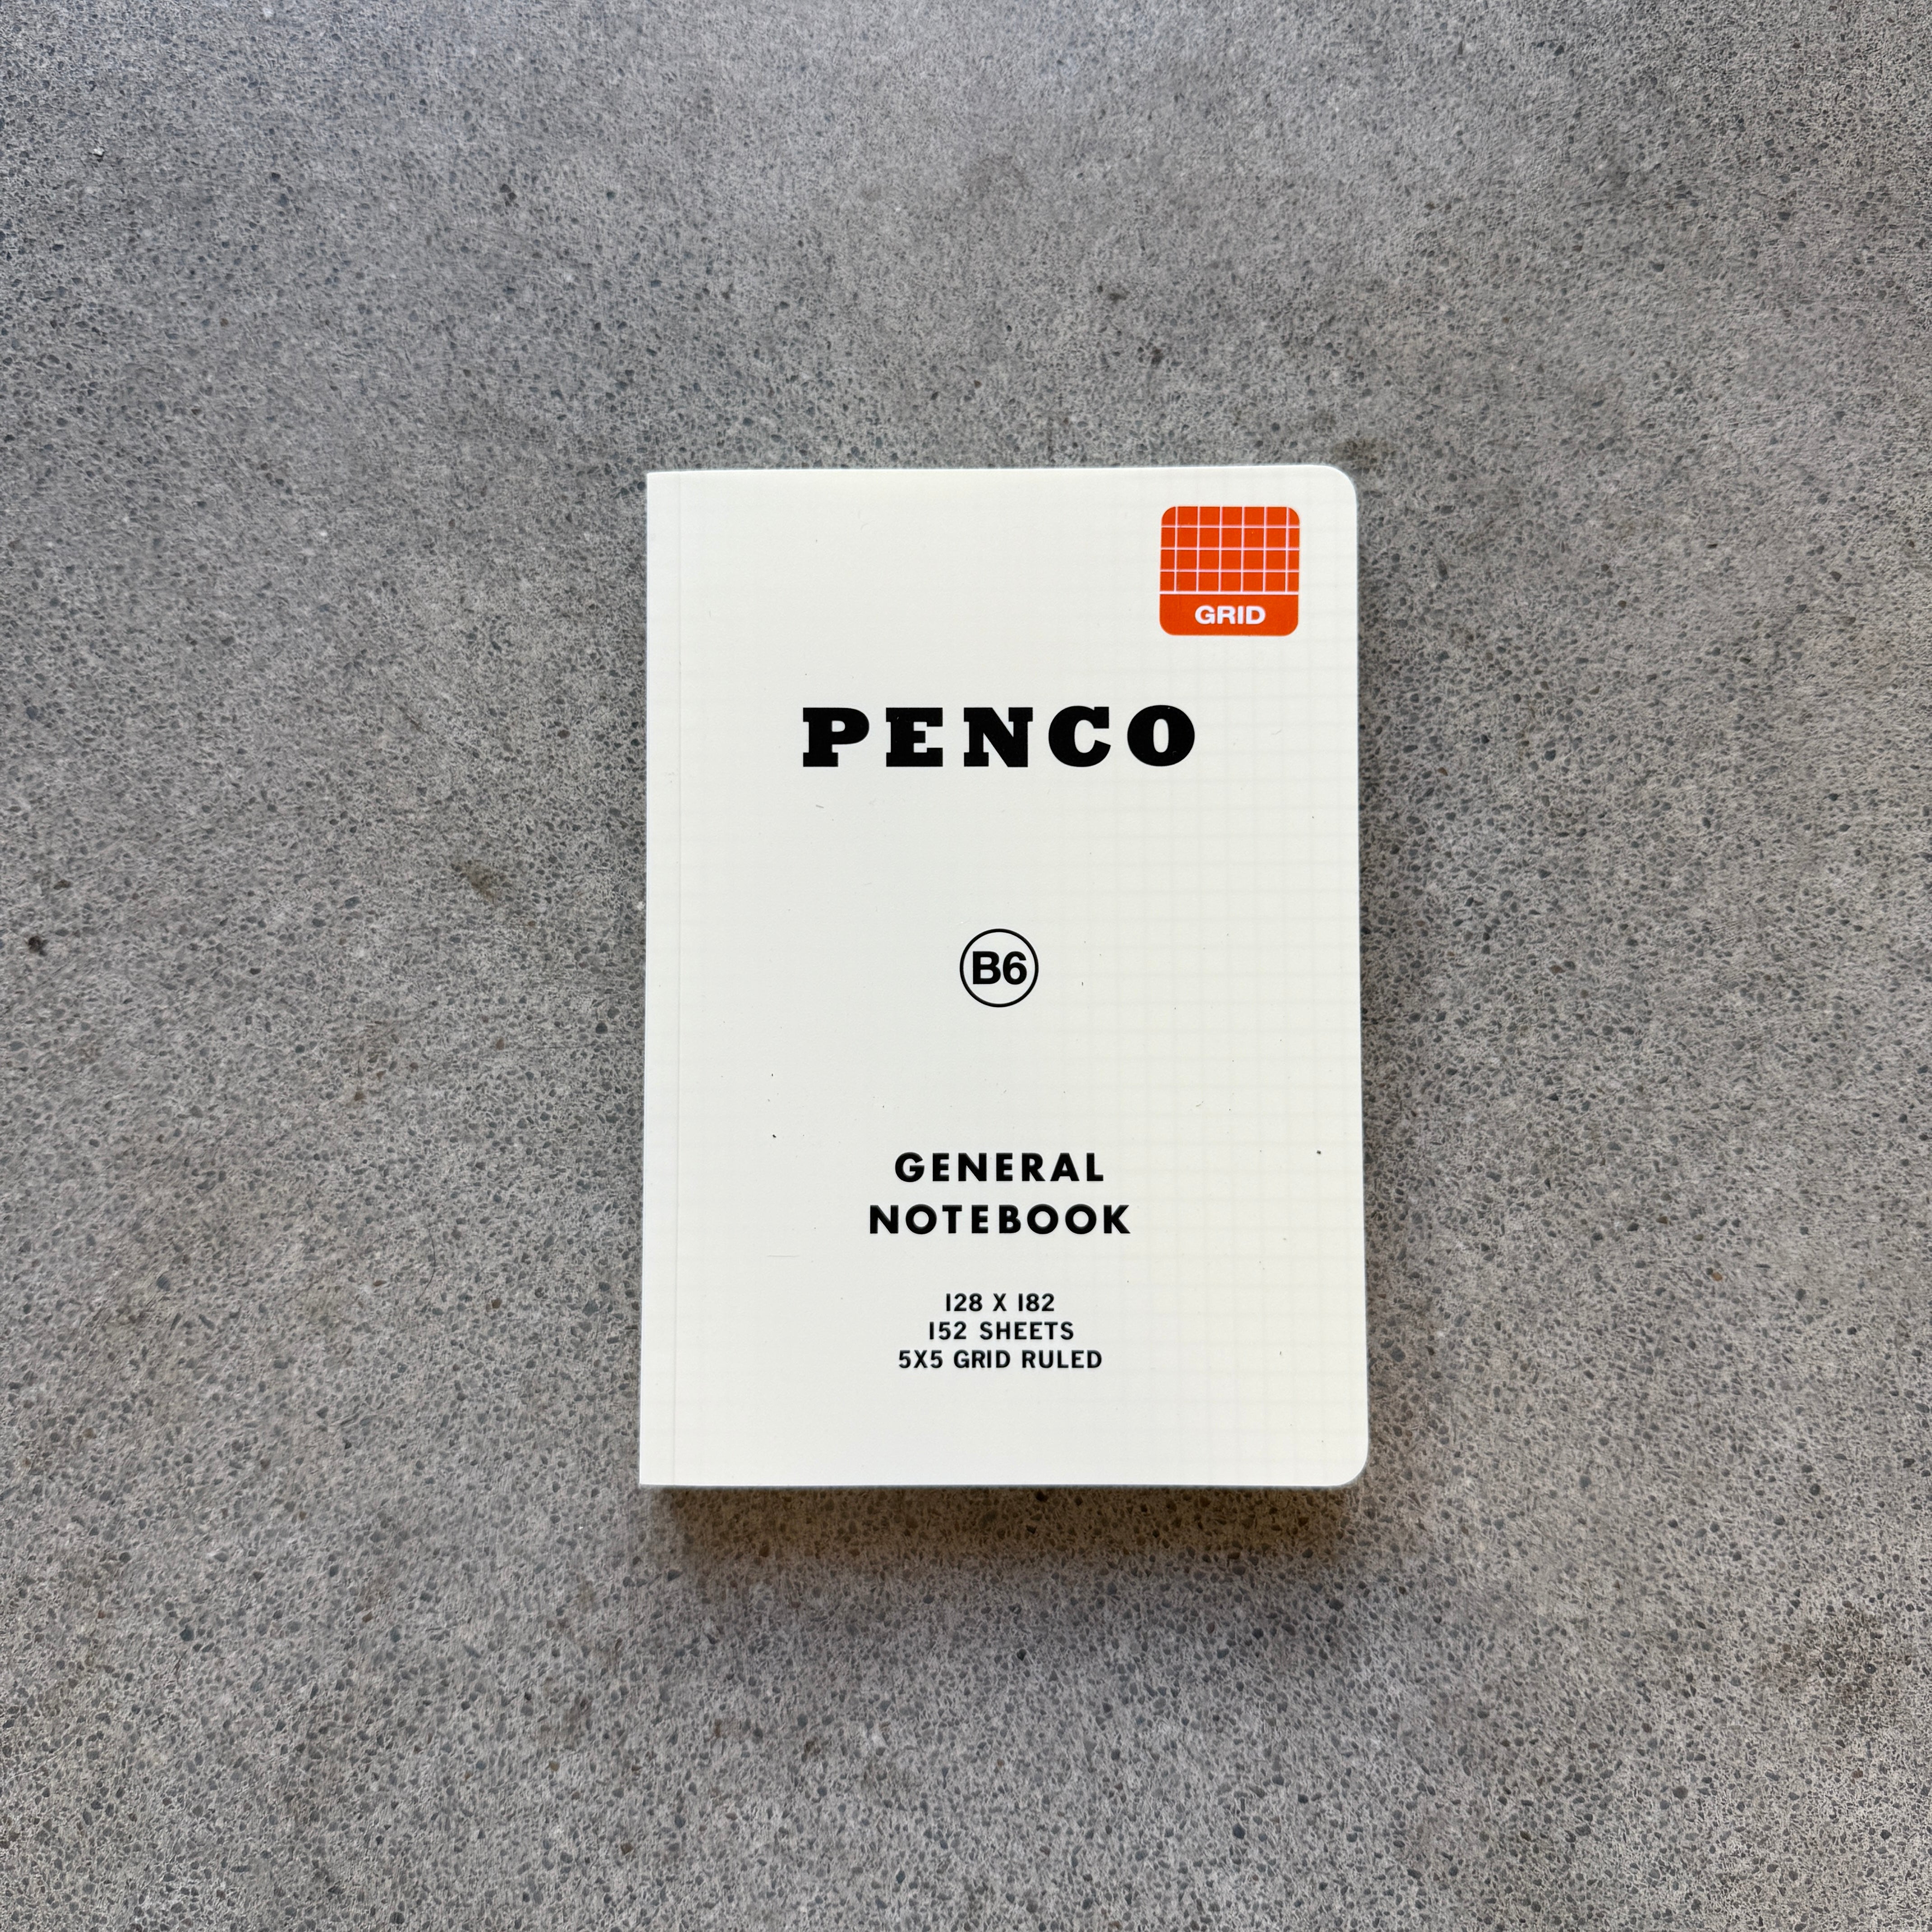 GRID
PENCO
B6
GENERAL
NOTEBOOK
128 X 182
152 SHEETS
5X5 GRID RULED